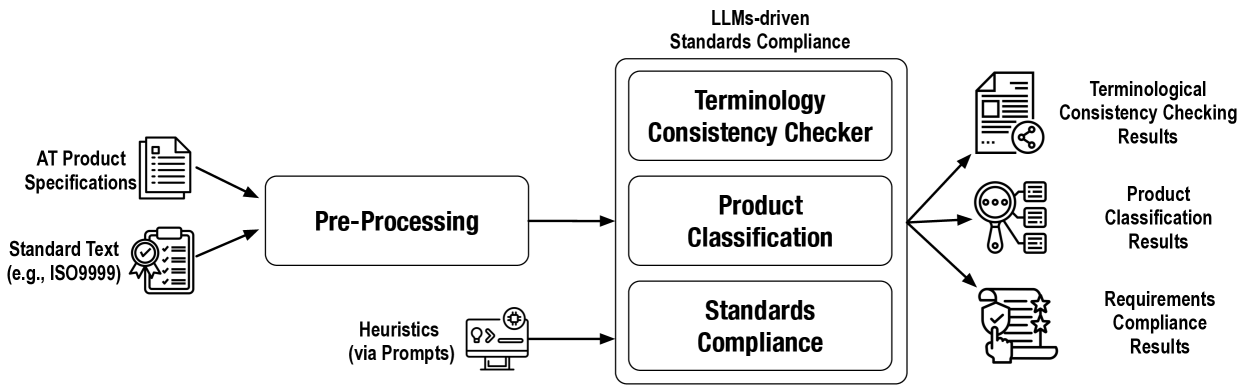 LLMs-driven
Standards Compliance
AT Product
Specifications
Standard Text
(e.g., ISO9999)
Pre-Processing
Heuristics
(via Prompts)
Terminology
Consistency Checker
Product
Classification
Standards
Compliance
Terminological
Consistency Checking
Results
Product
Classification
Results
Requirements
Compliance
Results